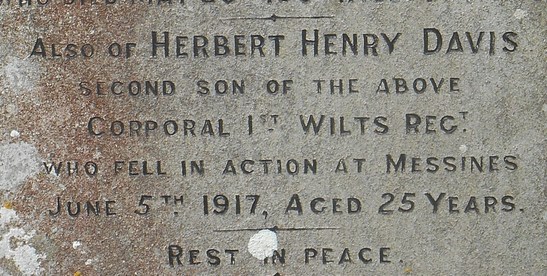 Also of Herbert Henry Davis
second son of the above
Corporal 1st Wilts Regt.
who fell in action at Messines
June 5th 1917, Aged 25 Years.
Rest in peace.